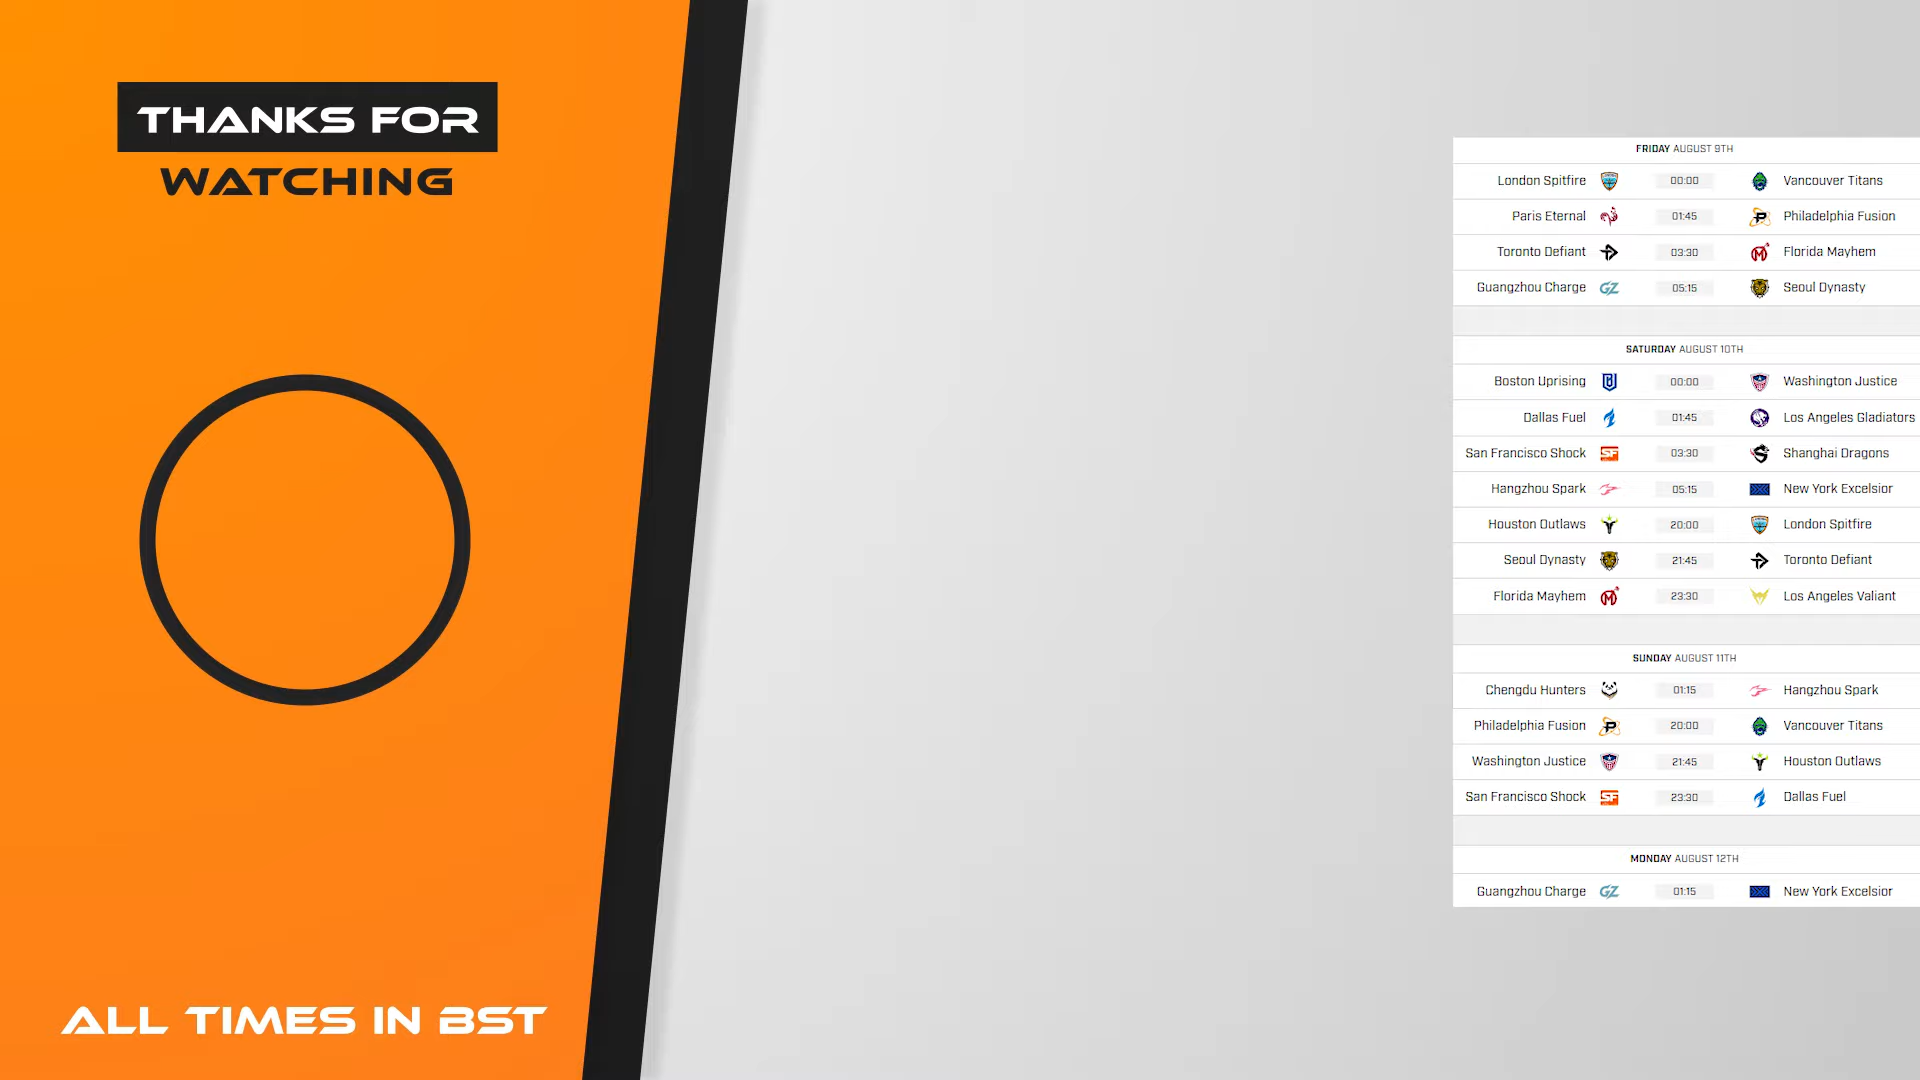 THANKS FOR
WATCHING
ALL TIMES IN BST
FRIDAY AUGUST 9TH
London Spitfire 00:00 Vancouver Titans
Paris Eternal 01:45 Philadelphia Fusion
Toronto Defiant 03:30 Florida Mayhem
Guangzhou Charge GZ 05:15 Seoul Dynasty
SATURDAY AUGUST 10TH
Boston Uprising 00:00 Washington Justice
Dallas Fuel 01:45 Los Angeles Gladiators
San Francisco Shock SF 03:30 Shanghai Dragons
Hangzhou Spark 05:15 New York Excelsior
Houston Outlaws 20:00 London Spitfire
Seoul Dynasty 21:45 Toronto Defiant
Florida Mayhem 23:30 Los Angeles Valiant
SUNDAY AUGUST 11TH
Chengdu Hunters 01:15 Hangzhou Spark
Philadelphia Fusion 20:00 Vancouver Titans
Washington Justice 21:45 Houston Outlaws
San Francisco Shock SF 23:30 Dallas Fuel
MONDAY AUGUST 12TH
Guangzhou Charge GZ 01:15 New York Excelsior